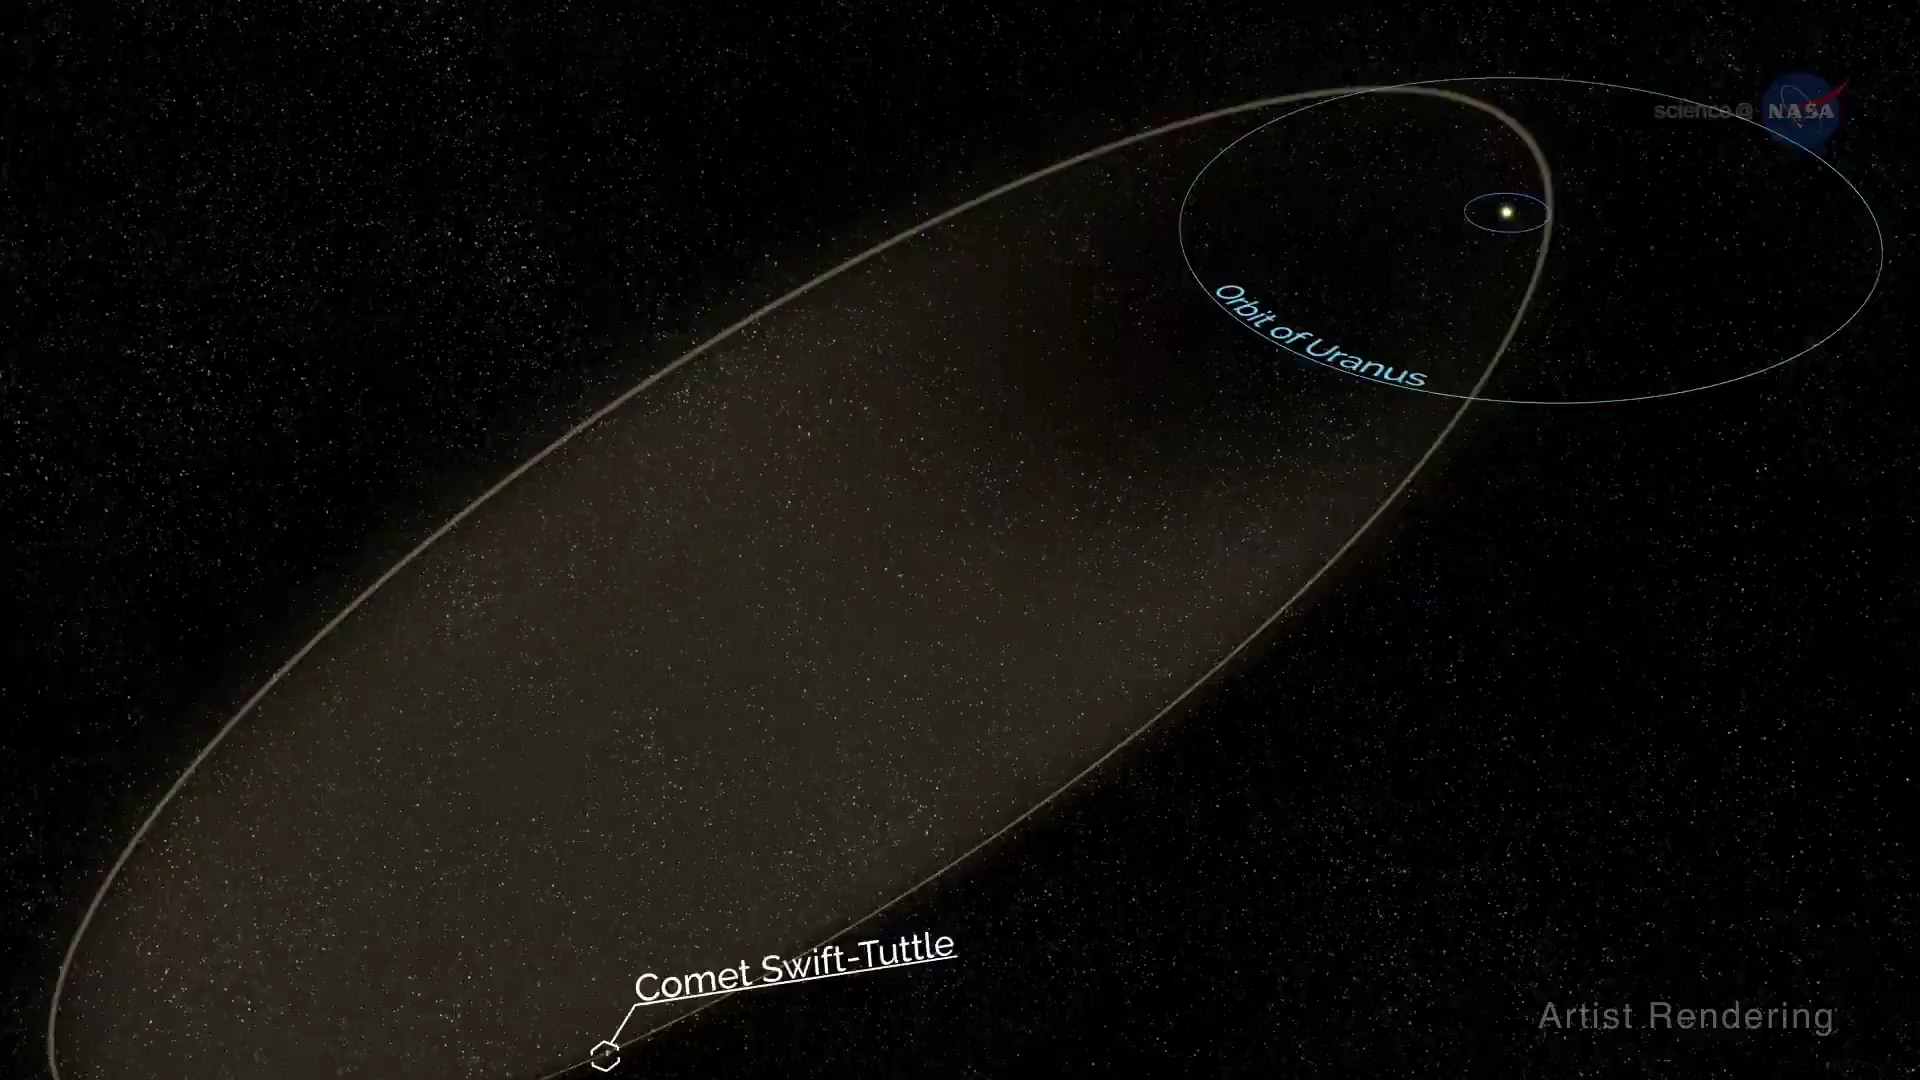 science@ NASA
Orbit of Uranus
Comet Swift-Tuttle
Artist Rendering